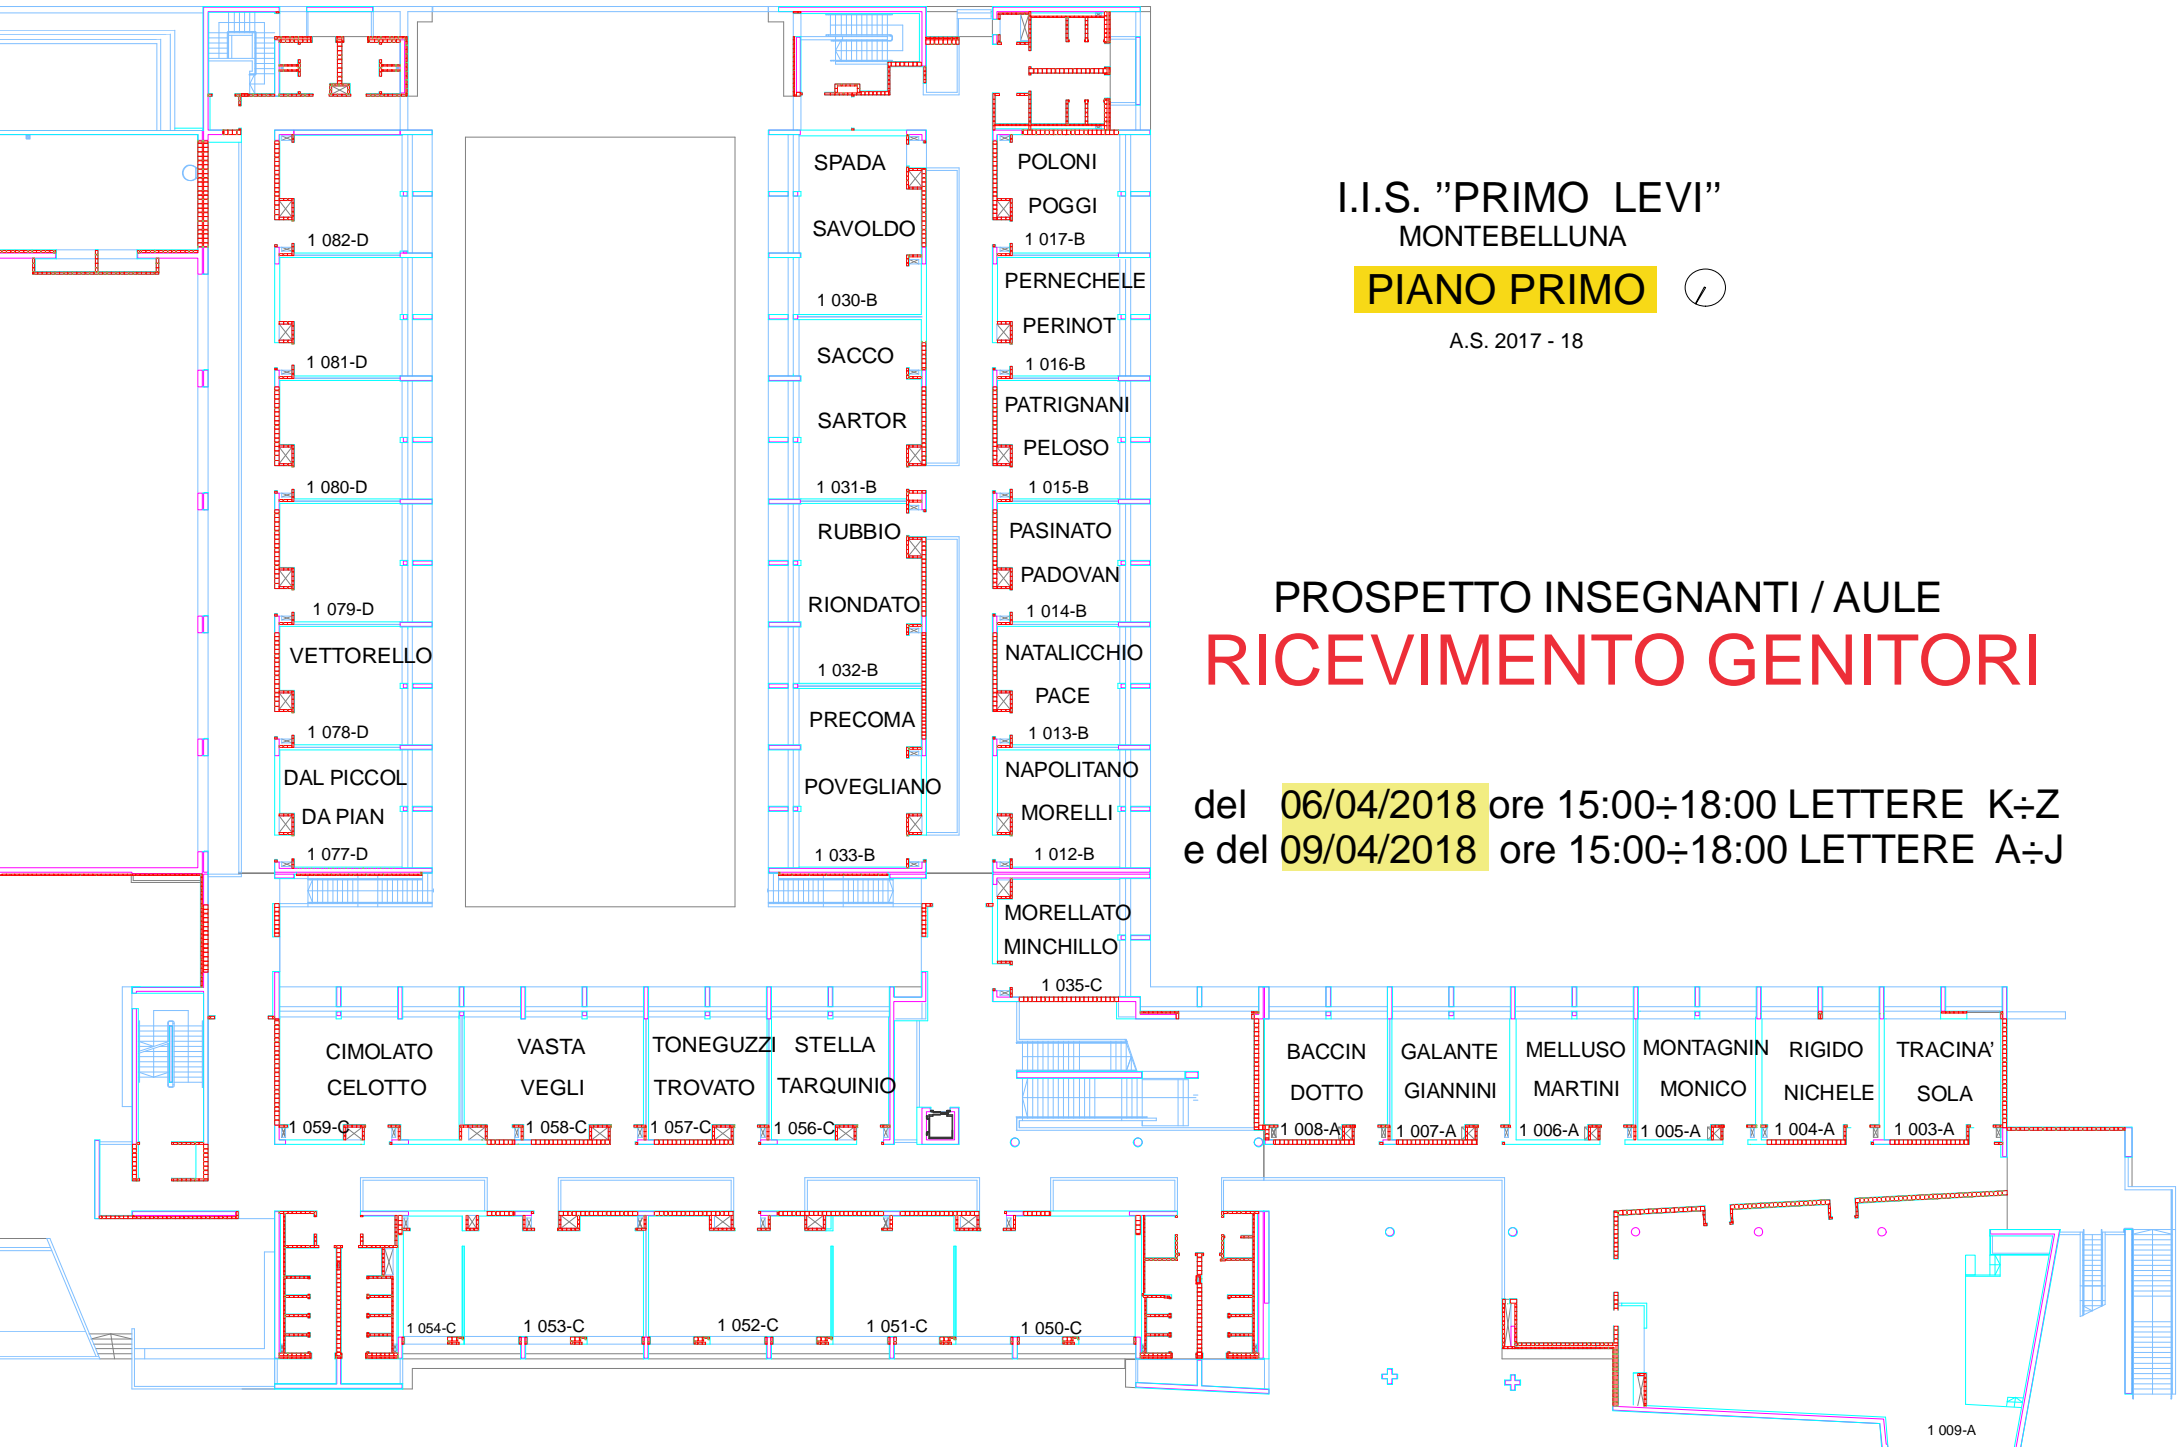 I.I.S. ''PRIMO LEVI''
MONTEBELLUNA
PIANO PRIMO
A.S. 2017 - 18
PROSPETTO INSEGNANTI / AULE
RICEVIMENTO GENITORI
del 06/04/2018 ore 15:00÷18:00 LETTERE K÷Z
e del 09/04/2018 ore 15:00÷18:00 LETTERE A÷J
1 082-D
1 081-D
1 080-D
1 079-D
VETTORELLO
1 078-D
DAL PICCOL
DA PIAN
1 077-D
SPADA
SAVOLDO
1 030-B
SACCO
SARTOR
1 031-B
RUBBIO
RIONDATO
1 032-B
PRECOMA
POVEGLIANO
1 033-B
POLONI
POGGI
1 017-B
PERNECHELE
PERINOT
1 016-B
PATRIGNANI
PELOSO
1 015-B
PASINATO
PADOVAN
1 014-B
NATALICCHIO
PACE
1 013-B
NAPOLITANO
MORELLI
1 012-B
MORELLATO
MINCHILLO
1 035-C
CIMOLATO
CELOTTO
1 059-C
VASTA
VEGLI
1 058-C
TONEGUZZI
TROVATO
1 057-C
STELLA
TARQUINIO
1 056-C
BACCIN
DOTTO
1 008-A
GALANTE
GIANNINI
1 007-A
MELLUSO
MARTINI
1 006-A
MONTAGNIN
MONICO
1 005-A
RIGIDO
NICHELE
1 004-A
TRACINA'
SOLA
1 003-A
1 054-C
1 053-C
1 052-C
1 051-C
1 050-C
1 009-A